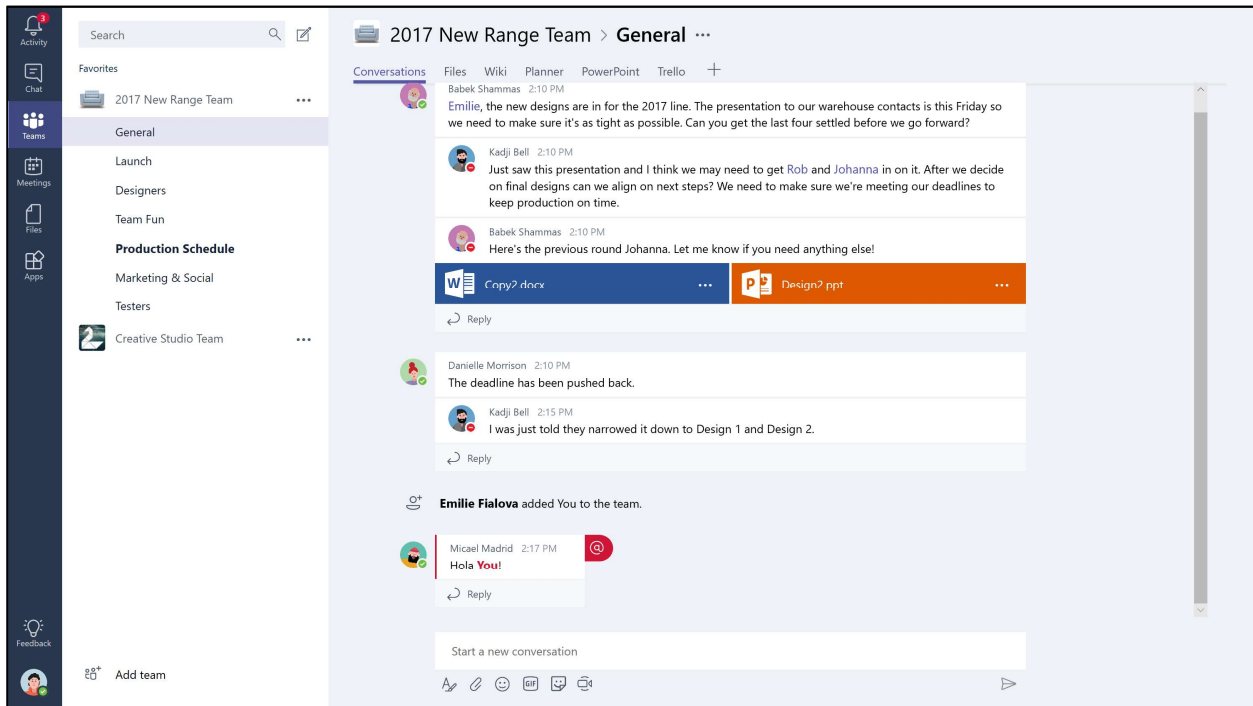 3
Activity
Chat
Teams
Meetings
Files
Apps
Feedback
Search
Favorites
2017 New Range Team
General
Launch
Designers
Team Fun
Production Schedule
Marketing & Social
Testers
Creative Studio Team
Add team
2017 New Range Team > General ...
Conversations Files Wiki Planner PowerPoint Trello +
Babek Shammas 2:10 PM
Emilie, the new designs are in for the 2017 line. The presentation to our warehouse contacts is this Friday so
we need to make sure it's as tight as possible. Can you get the last four settled before we go forward?
Kadji Bell 2:10 PM
Just saw this presentation and I think we may need to get Rob and Johanna in on it. After we decide
on final designs can we align on next steps? We need to make sure we're meeting our deadlines to
keep production on time.
Babek Shammas 2:10 PM
Here's the previous round Johanna. Let me know if you need anything else!
W Copy2.docx ...
P Design2.ppt ...
Reply
Danielle Morrison 2:10 PM
The deadline has been pushed back.
Kadji Bell 2:15 PM
I was just told they narrowed it down to Design 1 and Design 2.
Reply
Emilie Fialova added You to the team.
Micael Madrid 2:17 PM
@
Hola You!
Reply
Start a new conversation
GIF